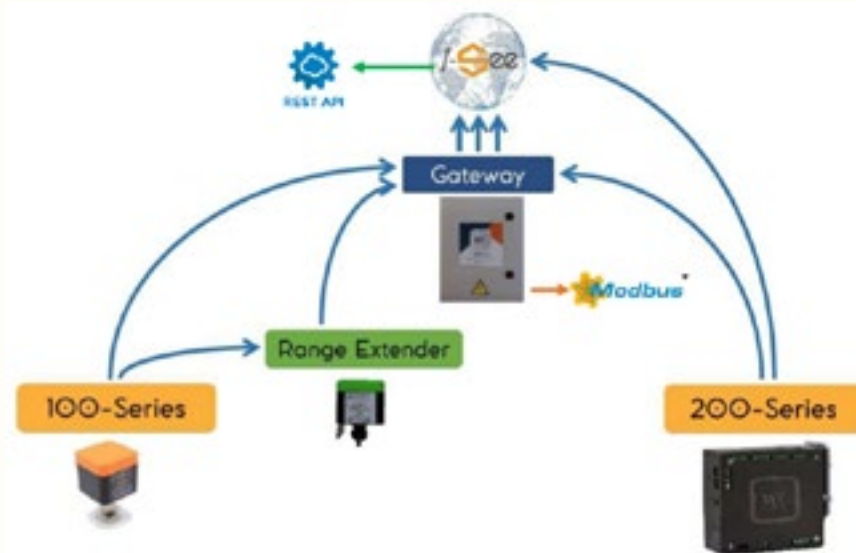 I-See
REST API
Gateway
Modbus
Range Extender
100-Series
200-Series